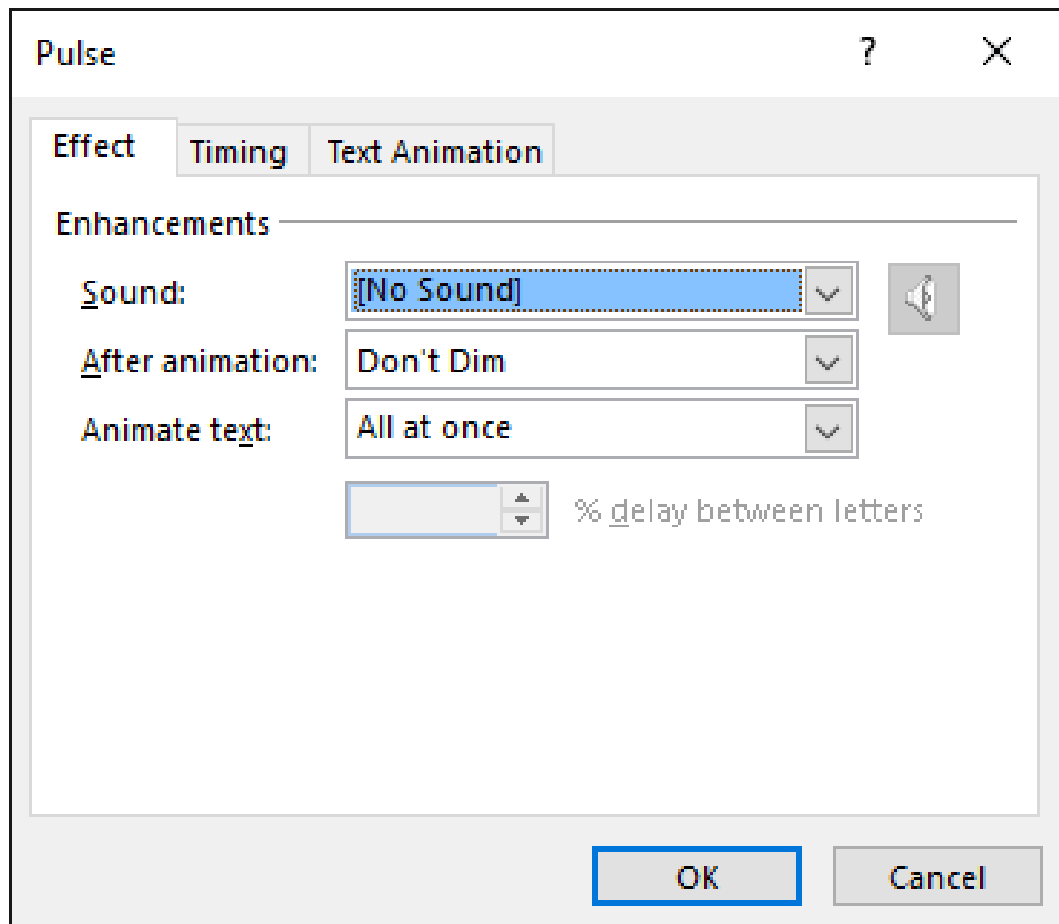 Pulse ?
Effect Timing Text Animation
Enhancements
Sound: [No Sound]
After animation: Don't Dim
Animate text: All at once
% delay between letters
OK Cancel